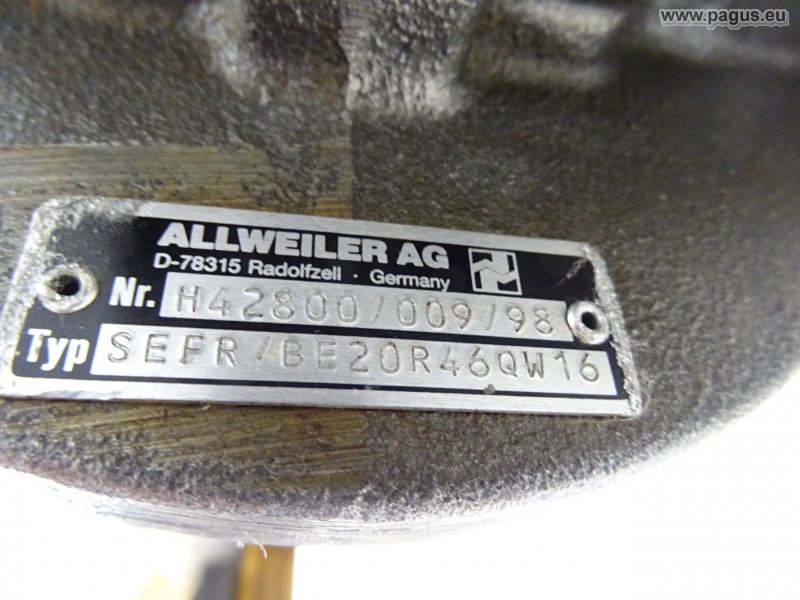 www.pagus.eu
ALLWEILER AG
D-78315 Radolfzell · Germany
Nr. H42800/009/98
Typ SEFR/BE20R46QW16